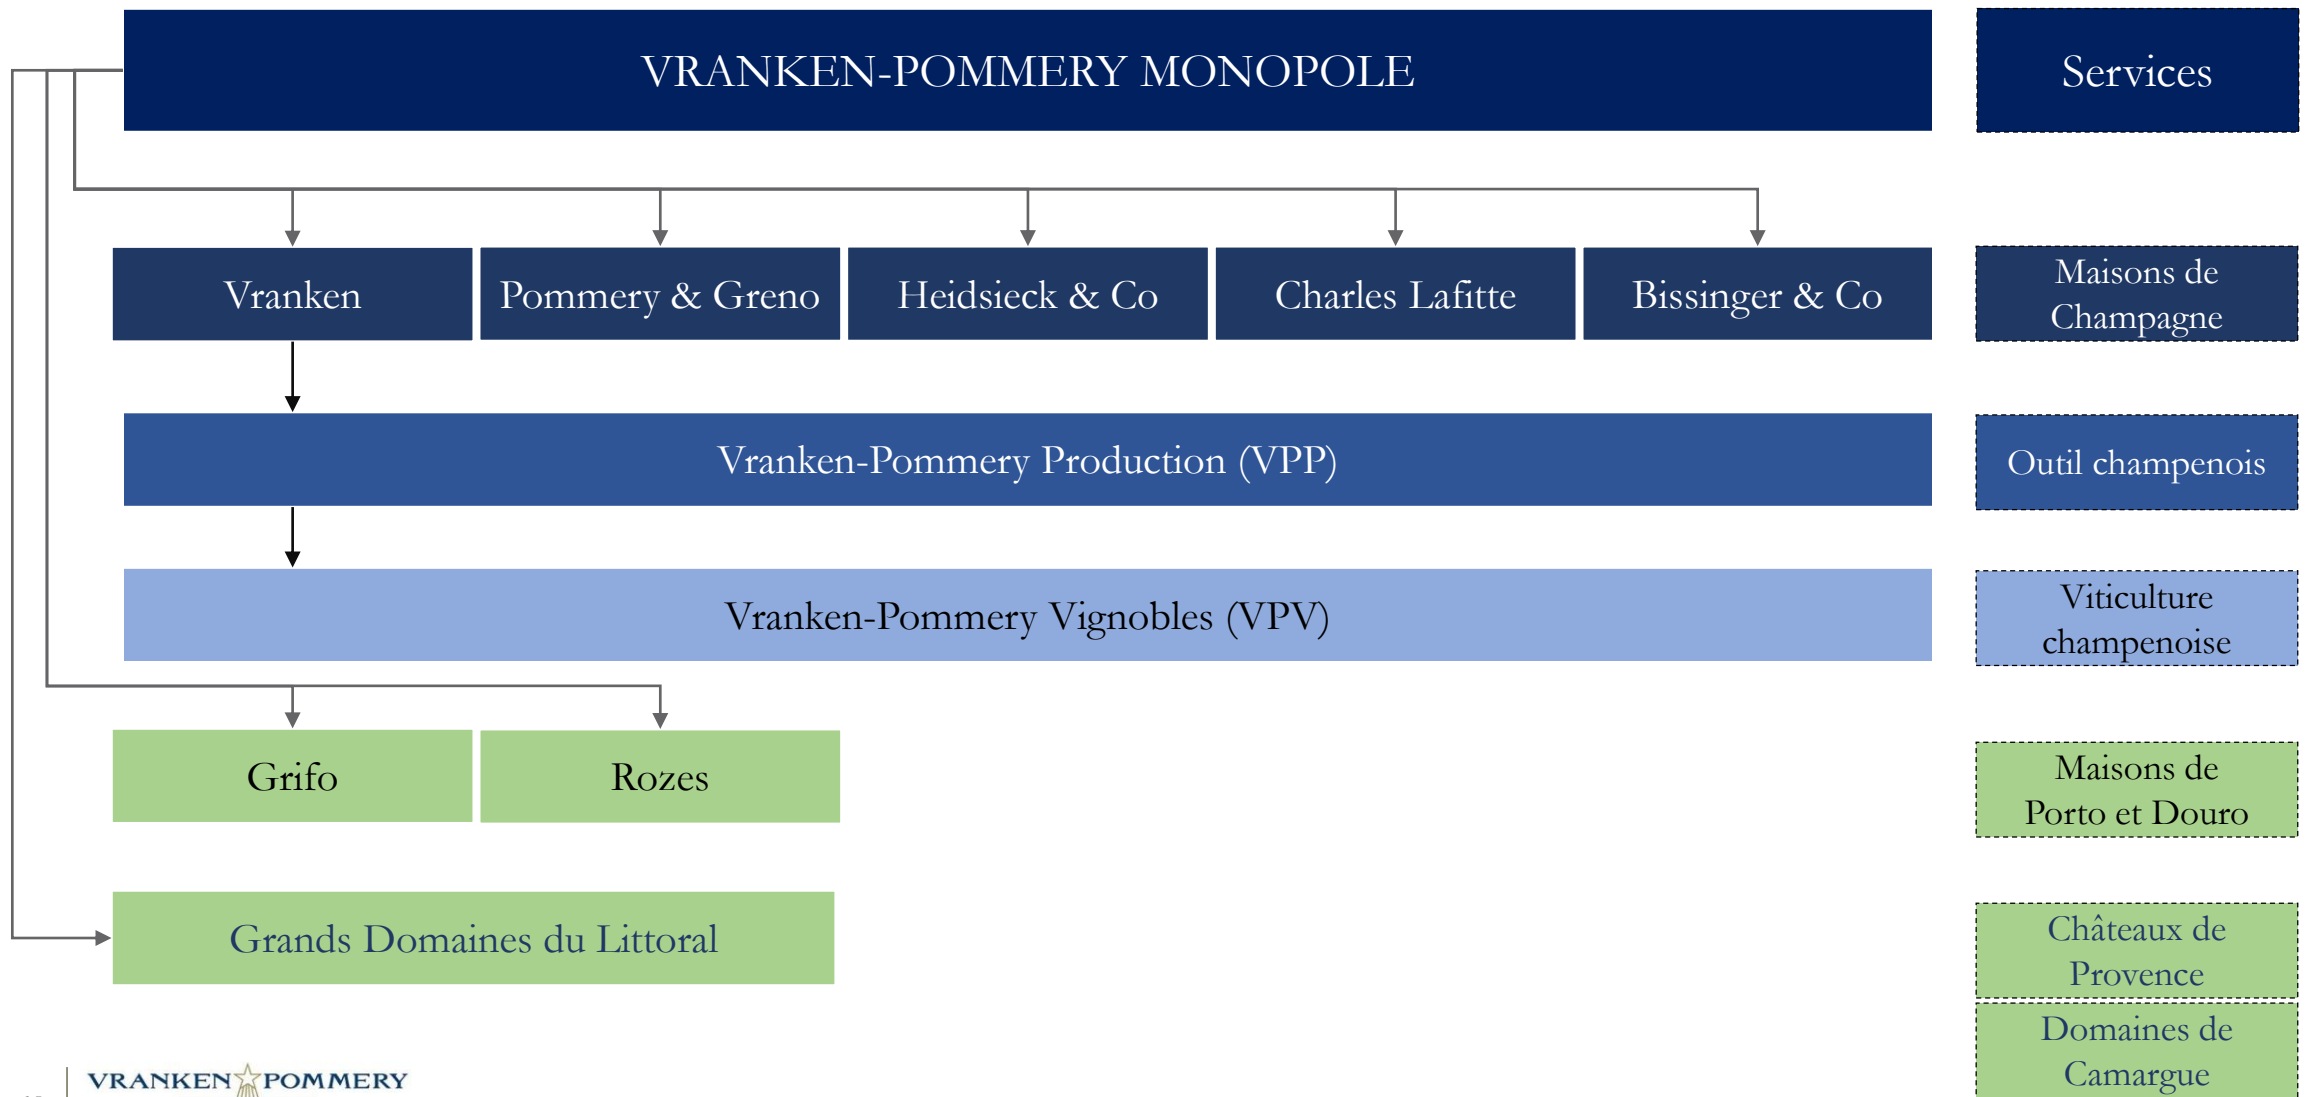 VRANKEN-POMMERY MONOPOLE
Services
Vranken
Pommery & Greno
Heidsieck & Co
Charles Lafitte
Bissinger & Co
Maisons de
Champagne
Vranken-Pommery Production (VPP)
Outil champenois
Vranken-Pommery Vignobles (VPV)
Viticulture
champenoise
Grifo
Rozes
Maisons de
Porto et Douro
Grands Domaines du Littoral
Châteaux de
Provence
Domaines de
Camargue
VRANKEN POMMERY